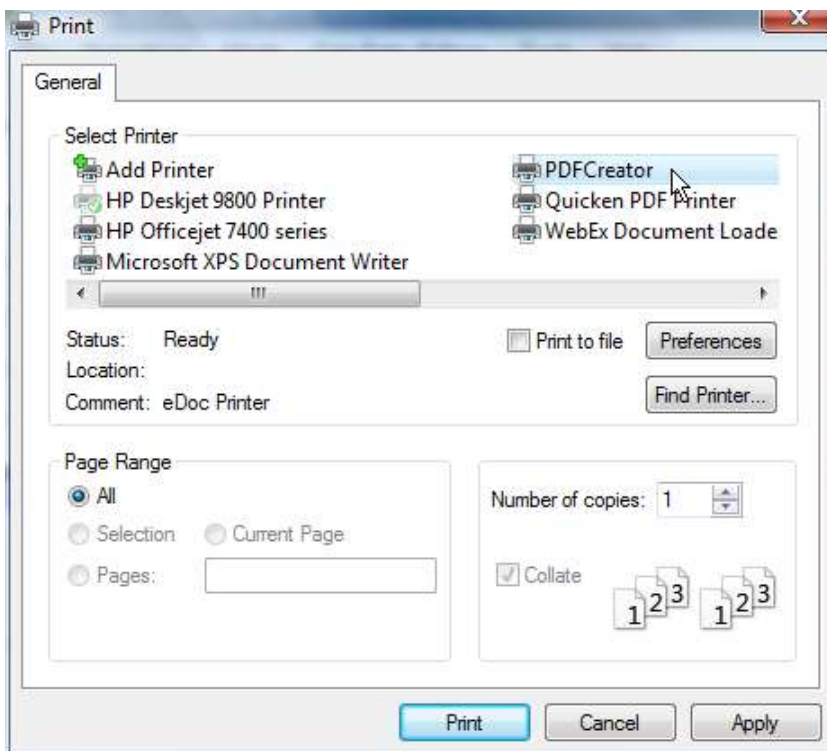 Print
General
Select Printer
Add Printer
PDFCreator
HP Deskjet 9800 Printer
Quicken PDF Printer
HP Officejet 7400 series
WebEx Document Loade
Microsoft XPS Document Writer
Status: Ready
Print to file
Preferences
Location:
Comment: eDoc Printer
Find Printer...
Page Range
All
Number of copies: 1
Selection
Current Page
Pages:
Collate
1 2 3 1 2 3
Print
Cancel
Apply